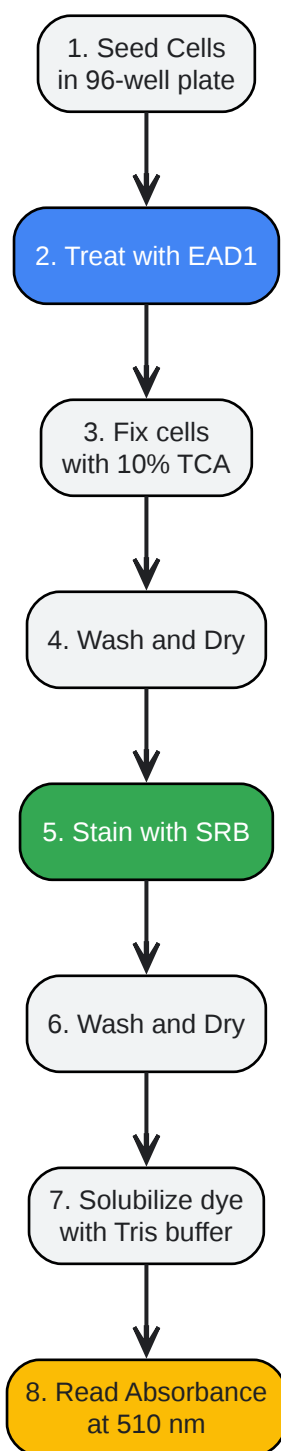 1. Seed Cells
in 96-well plate
2. Treat with EAD1
3. Fix cells
with 10% TCA
4. Wash and Dry
5. Stain with SRB
6. Wash and Dry
7. Solubilize dye
with Tris buffer
8. Read Absorbance
at 510 nm